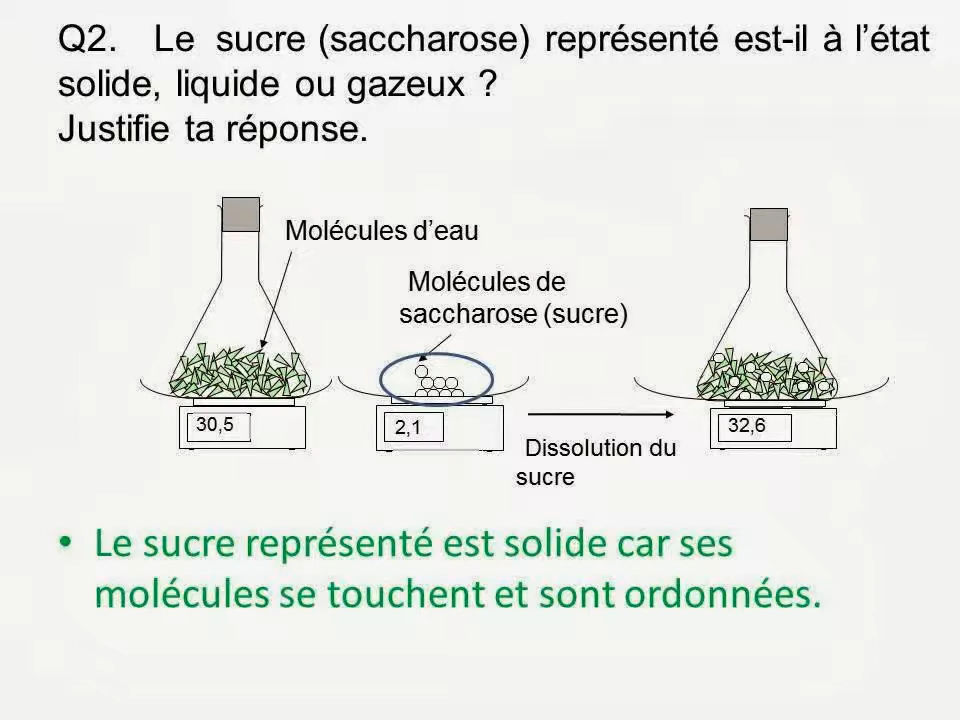 Q2. Le sucre (saccharose) représenté est-il à l’état
solide, liquide ou gazeux ?
Justifie ta réponse.
Molécules d’eau
Molécules de
saccharose (sucre)
30,5
2,1
32,6
Dissolution du
sucre
• Le sucre représenté est solide car ses
molécules se touchent et sont ordonnées.